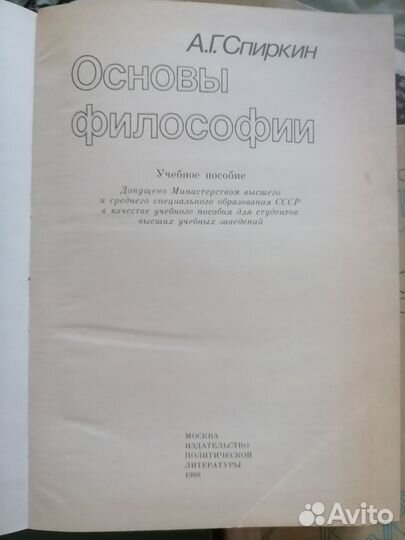 А.Г. Спиркин
Основы
философии
Учебное пособие
Допущено Министерством высшего
и среднего специального образования СССР
в качестве учебного пособия для студентов
высших учебных заведений
МОСКВА
ИЗДАТЕЛЬСТВО
ПОЛИТИЧЕСКОЙ
ЛИТЕРАТУРЫ
1988
Avito